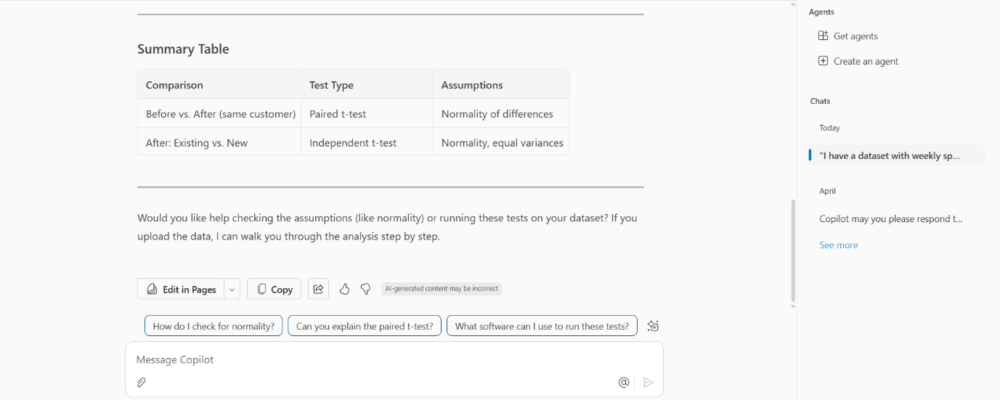 Summary Table
Comparison Test Type Assumptions
Before vs. After (same customer) Paired t-test Normality of differences
After: Existing vs. New Independent t-test Normality, equal variances
Would you like help checking the assumptions (like normality) or running these tests on your dataset? If you
upload the data, I can walk you through the analysis step by step.
Edit in Pages Copy AI-generated content may be incorrect
How do I check for normality? Can you explain the paired t-test? What software can I use to run these tests?
Message Copilot
Agents
Get agents
Create an agent
Chats
Today
"I have a dataset with weekly sp...
April
Copilot may you please respond t...
See more